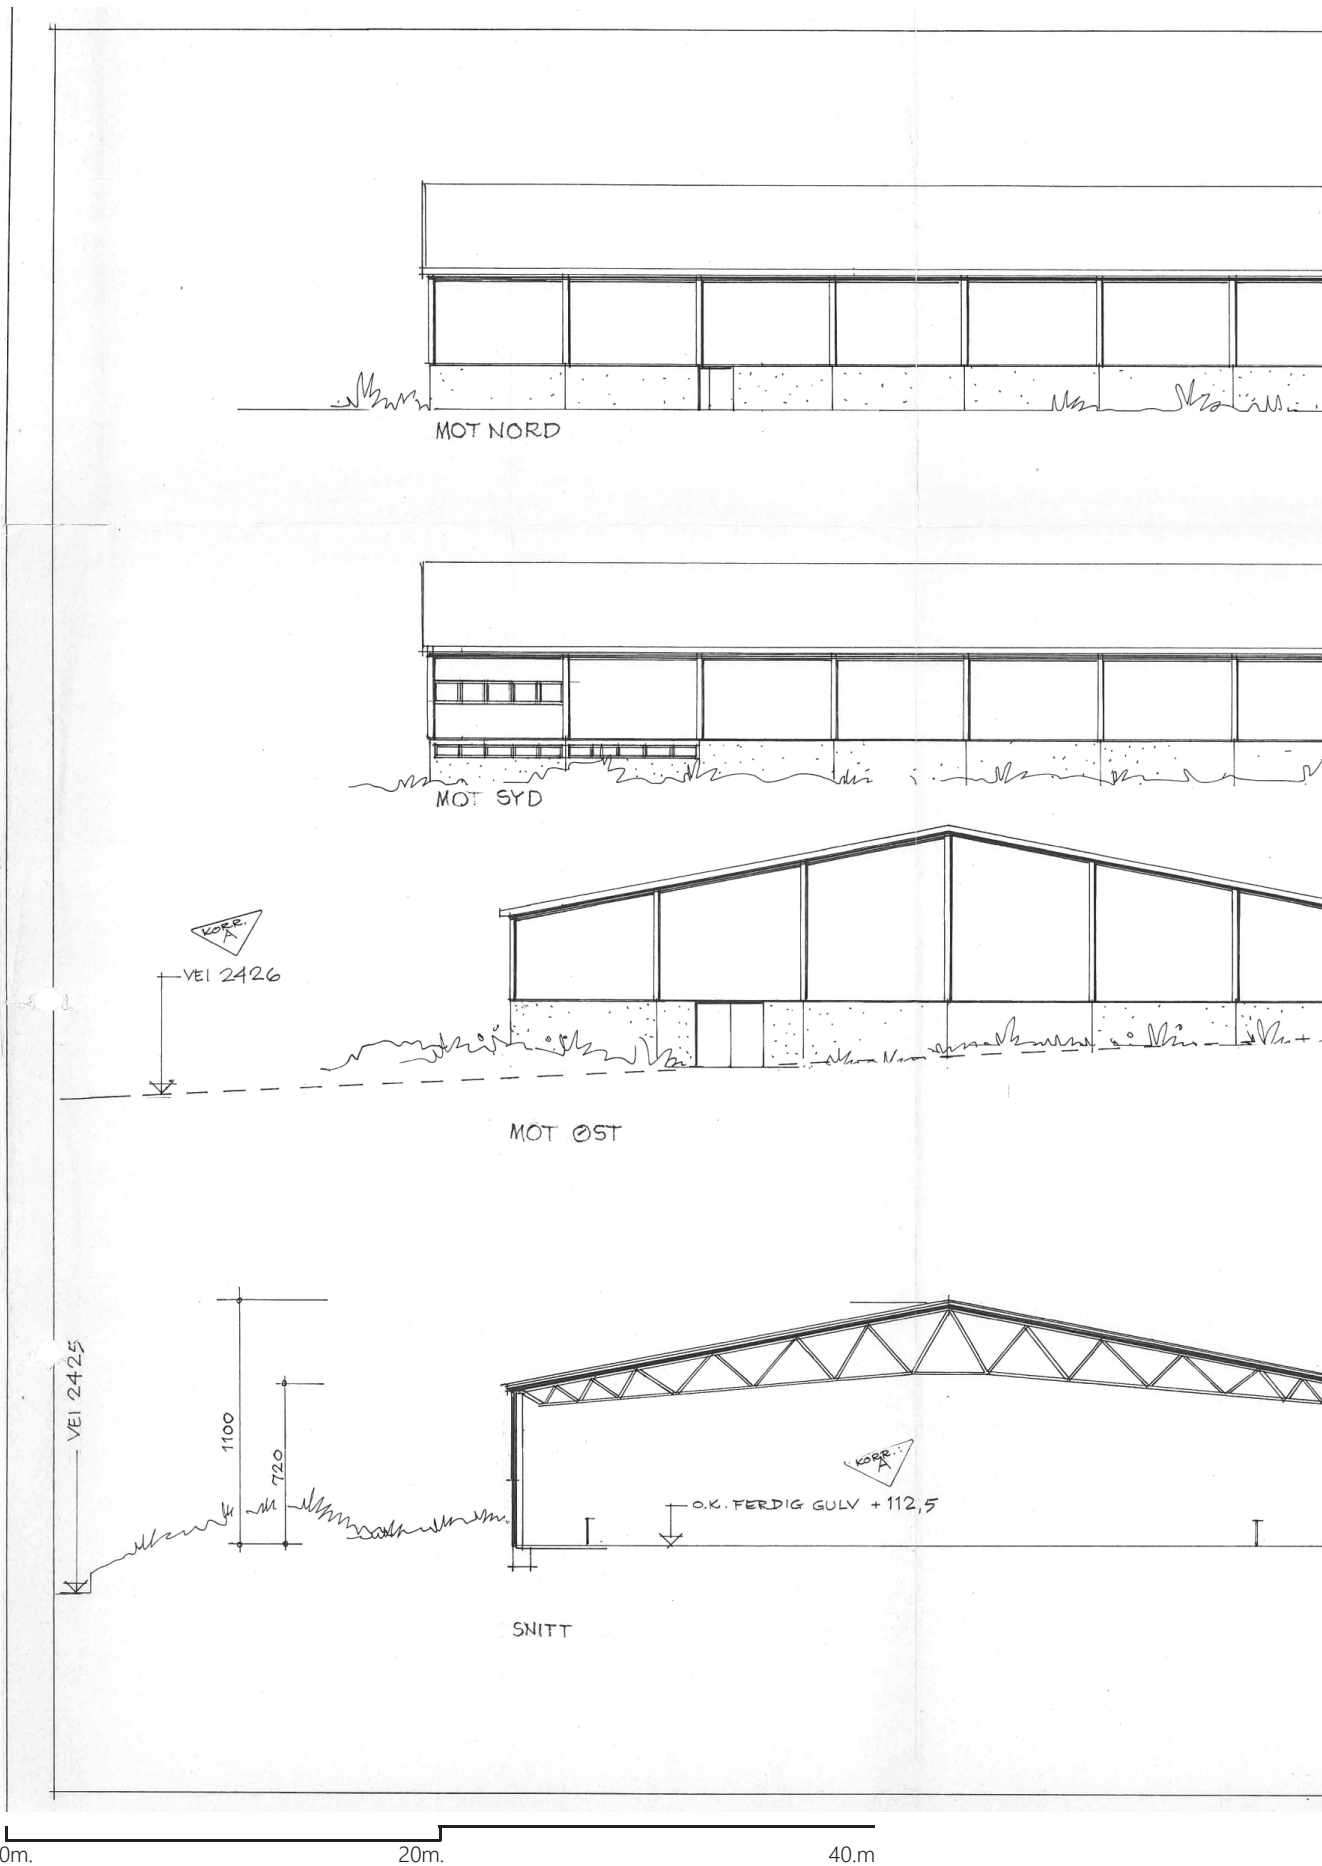 MOT NORD
MOT SYD
KORR.
A
VEI 2426
MOT ØST
VEI 2425
1100
720
KORR.
A
O.K. FERDIG GULV +112,5
SNITT
0m.
20m.
40.m